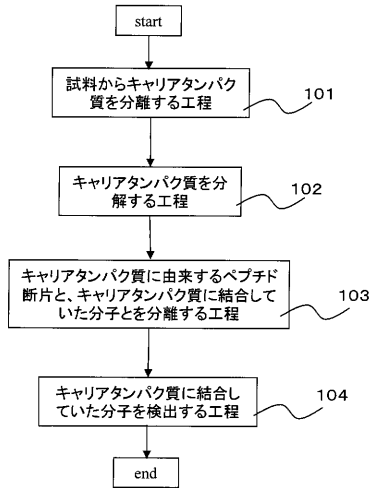 start
試料からキャリアタンパク
質を分離する工程
101
キャリアタンパク質を分
解する工程
102
キャリアタンパク質に由来するペプチド
断片と、キャリアタンパク質に結合して
いた分子とを分離する工程
103
キャリアタンパク質に結合し
ていた分子を検出する工程
104
end